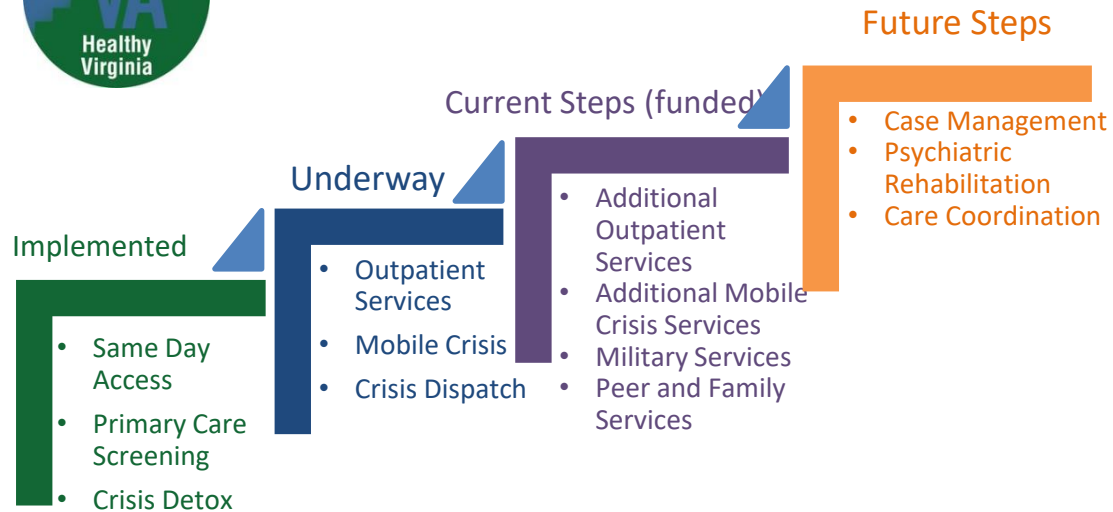 VA
Healthy
Virginia
Implemented
• Same Day
Access
• Primary Care
Screening
• Crisis Detox
Underway
• Outpatient
Services
• Mobile Crisis
• Crisis Dispatch
Current Steps (funded)
• Additional
Outpatient
Services
• Additional Mobile
Crisis Services
• Military Services
• Peer and Family
Services
Future Steps
• Case Management
• Psychiatric
Rehabilitation
• Care Coordination